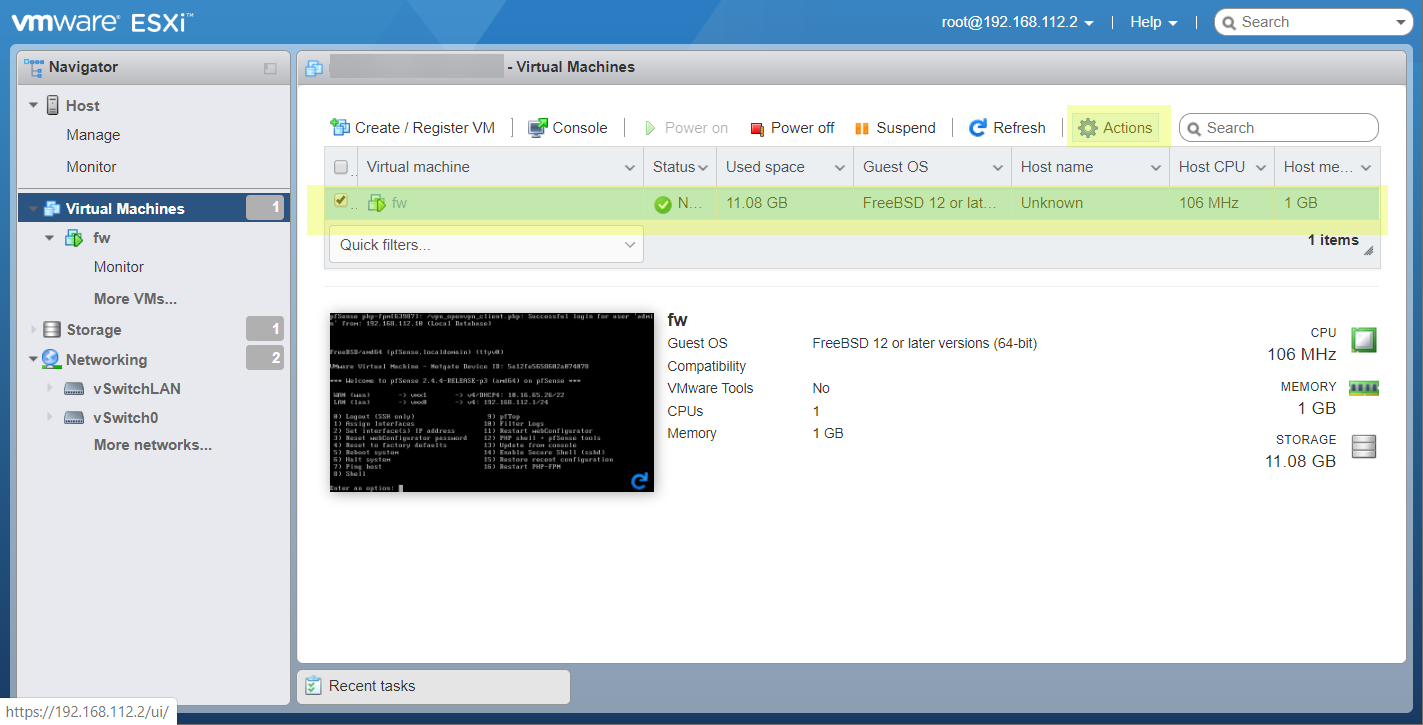 vmware ESXi™
root@192.168.112.2 | Help | Search
Navigator
- Virtual Machines
Host
Manage
Monitor
Virtual Machines 1
fw
Monitor
More VMs...
Storage 1
Networking 2
vSwitchLAN
vSwitch0
More networks...
Create / Register VM | Console | Power on Power off Suspend | Refresh | Actions Search
Virtual machine Status Used space Guest OS Host name Host CPU Host me...
fw N... 11.08 GB FreeBSD 12 or lat... Unknown 106 MHz 1 GB
Quick filters...
1 items
pfSense php-fpm[63987]: /vpn_openvpn_client.php: Successful login for user 'admi
n' from: 192.168.112.10 (Local Database)
FreeBSD/amd64 (pfSense.localdomain) (ttyv0)
VMware Virtual Machine - Netgate Device ID: 5a12fe5658602a074078
*** Welcome to pfSense 2.4.4-RELEASE-p3 (amd64) on pfSense ***
WAN (wan) -> vmx1 -> v4/DHCP4: 10.16.65.26/22
LAN (lan) -> vmx0 -> v4: 192.168.112.1/24
0) Logout (SSH only) 9) pfTop
1) Assign Interfaces 10) Filter Logs
2) Set interface(s) IP address 11) Restart webConfigurator
3) Reset webConfigurator password 12) PHP shell + pfSense tools
4) Reset to factory defaults 13) Update from console
5) Reboot system 14) Enable Secure Shell (sshd)
6) Halt system 15) Restore recent configuration
7) Ping host 16) Restart PHP-FPM
8) Shell
Enter an option:
fw
Guest OS FreeBSD 12 or later versions (64-bit)
Compatibility
VMware Tools No
CPUs 1
Memory 1 GB
CPU
106 MHz
MEMORY
1 GB
STORAGE
11.08 GB
Recent tasks
https://192.168.112.2/ui/